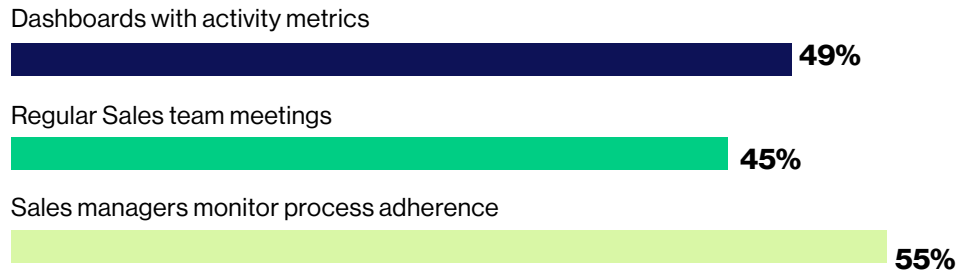 Dashboards with activity metrics
49%
Regular Sales team meetings
45%
Sales managers monitor process adherence
55%